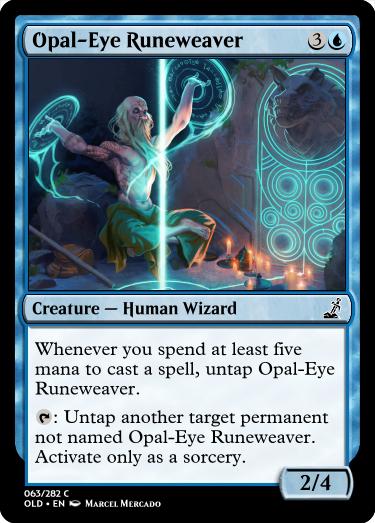 Opal-Eye Runeweaver 3
Creature — Human Wizard
Whenever you spend at least five
mana to cast a spell, untap Opal-Eye
Runeweaver.
: Untap another target permanent
not named Opal-Eye Runeweaver.
Activate only as a sorcery.
2/4
063/282 C
OLD • EN Marcel Mercado